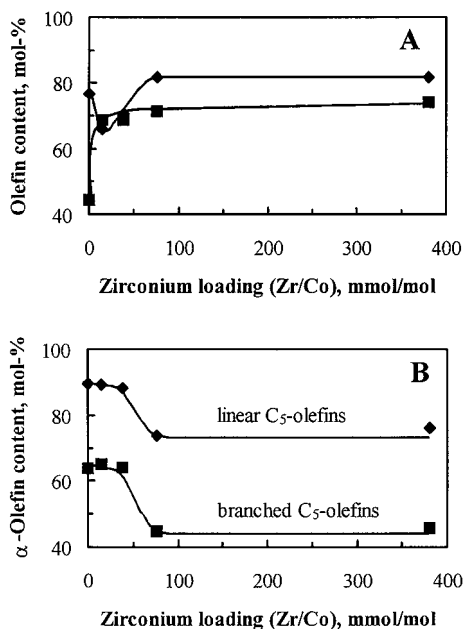 A
Olefin content, mol-%
100
80
60
40
0
100
200
300
400
Zirconium loading (Zr/Co), mmol/mol
B
α-Olefin content, mol-%
100
80
60
40
linear C₅-olefins
branched C₅-olefins
0
100
200
300
400
Zirconium loading (Zr/Co), mmol/mol